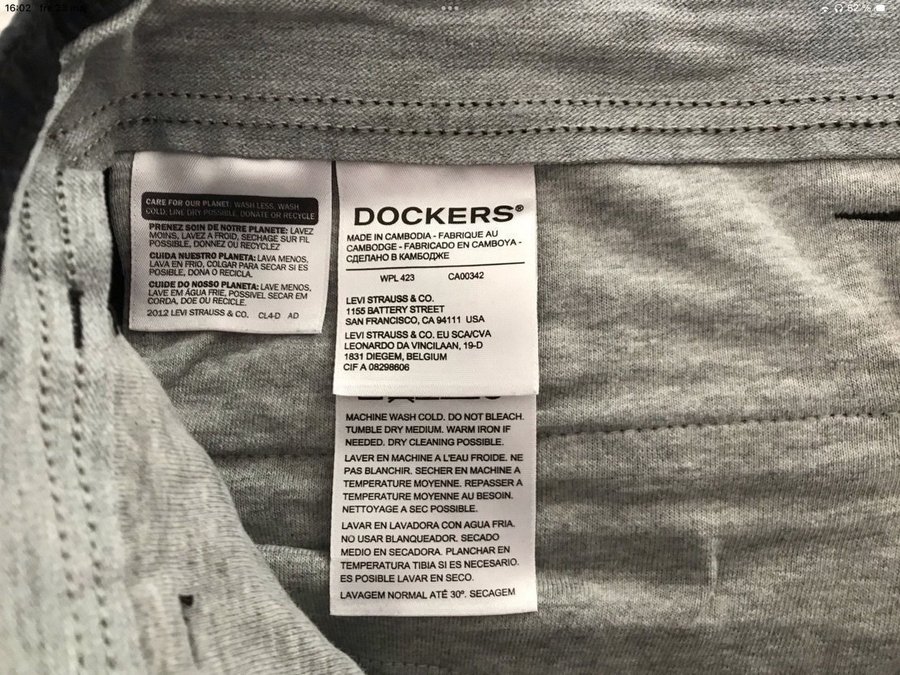 16:02
62 %
CARE FOR OUR PLANET: WASH LESS, WASH
COLD, LINE DRY POSSIBLE, DONATE OR RECYCLE
PRENEZ SOIN DE NOTRE PLANETE: LAVEZ
MOINS, LAVEZ A FROID, SECHAGE SUR FIL
POSSIBLE, DONNEZ OU RECYCLEZ
CUIDA NUESTRO PLANETA: LAVA MENOS,
LAVA EN FRIO, COLGAR PARA SECAR SI ES
POSIBLE, DONA O RECICLA.
CUIDE DO NOSSO PLANETA: LAVE MENOS,
LAVE EM ÁGUA FRIE, POSSIVEL SECAR EM
CORDA, DOE OU RECICLE.
2012 LEVI STRAUSS & CO. CL4-D AD
DOCKERS®
MADE IN CAMBODIA - FABRIQUE AU
CAMBODGE - FABRICADO EN CAMBOYA -
СДЕЛАНО В КАМБОДЖЕ
WPL 423 CA00342
LEVI STRAUSS & CO.
1155 BATTERY STREET
SAN FRANCISCO, CA 94111 USA
LEVI STRAUSS & CO. EU SCA/CVA
LEONARDO DA VINCILAAN, 19-D
1831 DIEGEM, BELGIUM
CIF A 08298606
MACHINE WASH COLD. DO NOT BLEACH.
TUMBLE DRY MEDIUM. WARM IRON IF
NEEDED. DRY CLEANING POSSIBLE.
LAVER EN MACHINE A L'EAU FROIDE. NE
PAS BLANCHIR. SECHER EN MACHINE A
TEMPERATURE MOYENNE. REPASSER A
TEMPERATURE MOYENNE AU BESOIN.
NETTOYAGE A SEC POSSIBLE.
LAVAR EN LAVADORA CON AGUA FRIA.
NO USAR BLANQUEADOR. SECADO
MEDIO EN SECADORA. PLANCHAR EN
TEMPERATURA TIBIA SI ES NECESARIO.
ES POSIBLE LAVAR EN SECO.
LAVAGEM NORMAL ATÉ 30º. SECAGEM